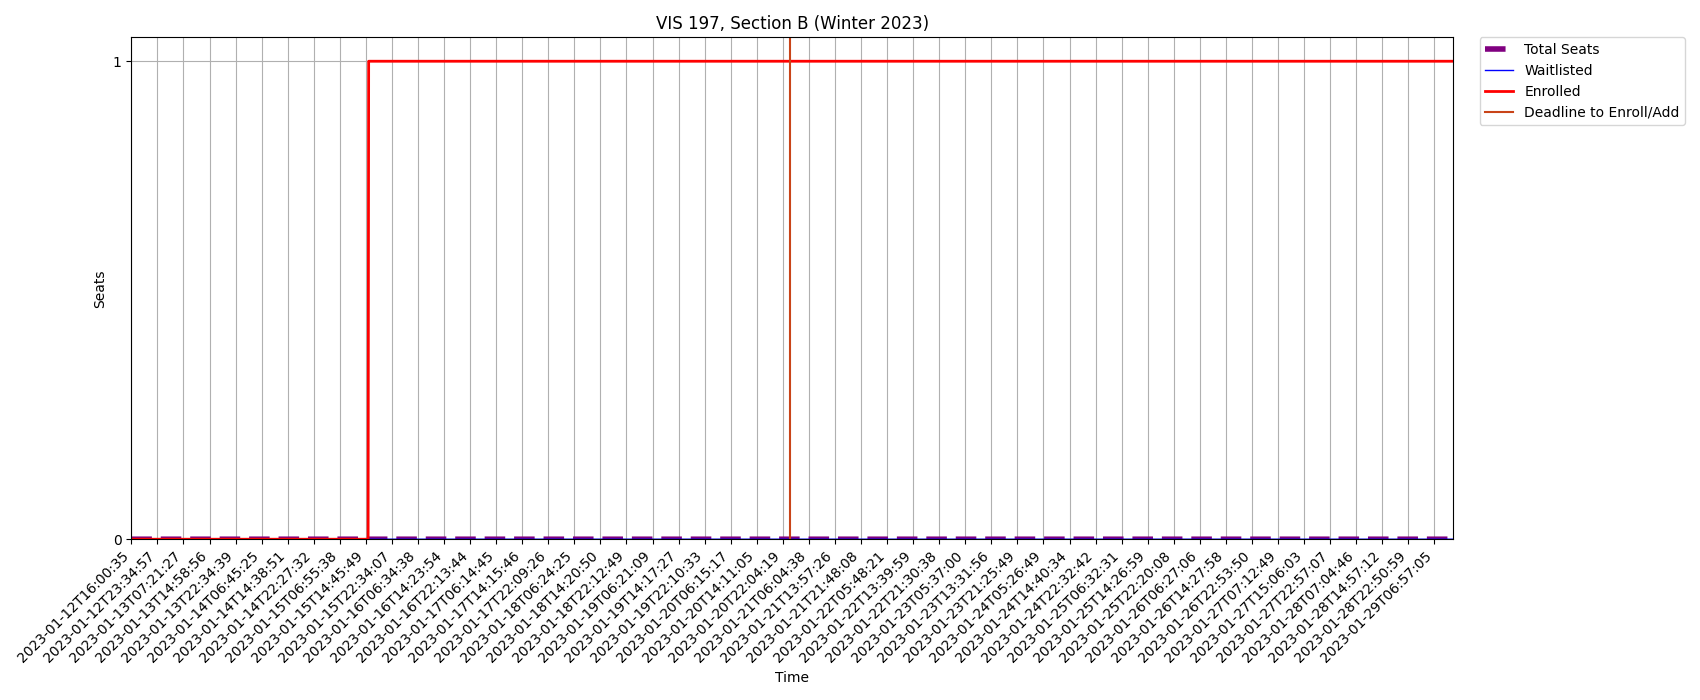 VIS 197, Section B (Winter 2023)
Total Seats
Waitlisted
Enrolled
Deadline to Enroll/Add
Seats
1
0
2023-01-12T16:00:35
2023-01-12T23:34:57
2023-01-13T07:21:27
2023-01-13T14:58:56
2023-01-13T22:34:39
2023-01-14T06:45:25
2023-01-14T14:38:51
2023-01-14T22:27:32
2023-01-15T06:55:38
2023-01-15T14:45:49
2023-01-15T22:34:07
2023-01-16T06:34:38
2023-01-16T14:23:54
2023-01-16T22:13:44
2023-01-17T06:14:45
2023-01-17T14:15:46
2023-01-17T22:09:26
2023-01-18T06:24:25
2023-01-18T14:20:50
2023-01-18T22:12:49
2023-01-19T06:21:09
2023-01-19T14:17:27
2023-01-19T22:10:33
2023-01-20T06:15:17
2023-01-20T14:11:05
2023-01-20T22:04:19
2023-01-21T06:04:38
2023-01-21T13:57:26
2023-01-21T21:48:08
2023-01-22T05:48:21
2023-01-22T13:39:59
2023-01-22T21:30:38
2023-01-23T05:37:00
2023-01-23T13:31:56
2023-01-23T21:25:49
2023-01-24T05:26:49
2023-01-24T14:40:34
2023-01-24T22:32:42
2023-01-25T06:32:31
2023-01-25T14:26:59
2023-01-25T22:20:08
2023-01-26T06:27:06
2023-01-26T14:27:58
2023-01-26T22:53:50
2023-01-27T07:12:49
2023-01-27T15:06:03
2023-01-27T22:57:07
2023-01-28T07:04:46
2023-01-28T14:57:12
2023-01-28T22:50:59
2023-01-29T06:57:05
Time